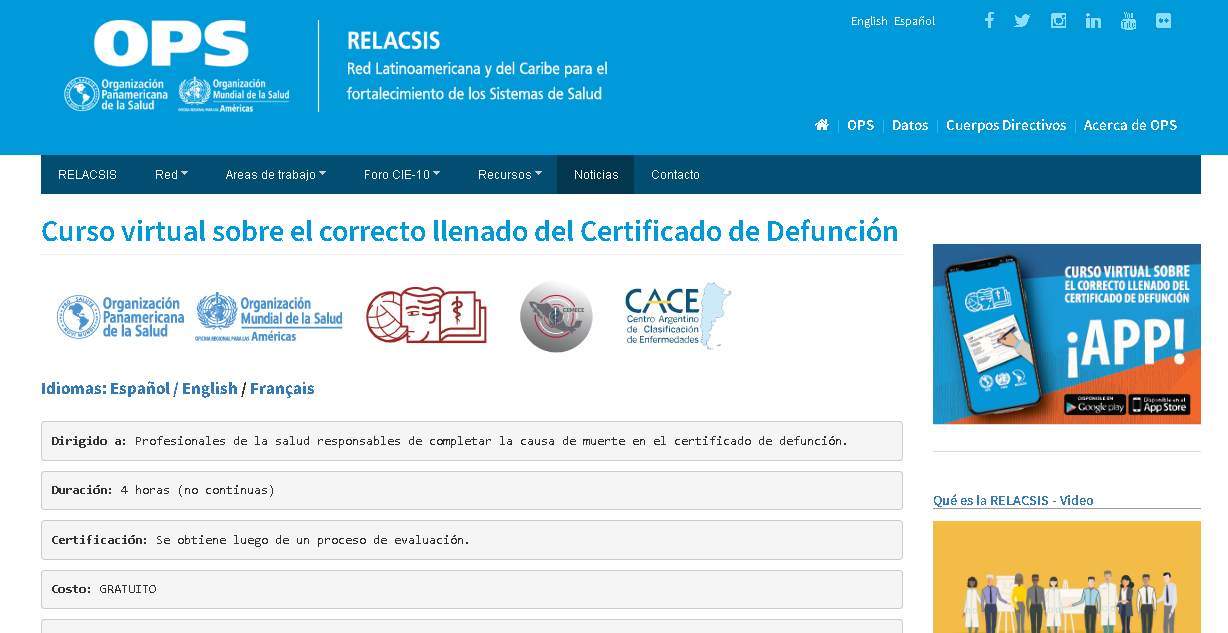 English Español
OPS
Organización
Panamericana
de la Salud
Organización
Mundial de la Salud
OFICINA REGIONAL PARA LAS Américas
RELACSIS
Red Latinoamericana y del Caribe para el
fortalecimiento de los Sistemas de Salud
OPS | Datos | Cuerpos Directivos | Acerca de OPS
RELACSIS Red Areas de trabajo Foro CIE-10 Recursos Noticias Contacto
Curso virtual sobre el correcto llenado del Certificado de Defunción
Organización
Panamericana
de la Salud
Organización
Mundial de la Salud
OFICINA REGIONAL PARA LAS Américas
CEMECE
CACE
Centro Argentino
de Clasificación
de Enfermedades
Idiomas: Español / English / Français
Dirigido a: Profesionales de la salud responsables de completar la causa de muerte en el certificado de defunción.
Duración: 4 horas (no continuas)
Certificación: Se obtiene luego de un proceso de evaluación.
Costo: GRATUITO
CURSO VIRTUAL SOBRE
EL CORRECTO LLENADO DEL
CERTIFICADO DE DEFUNCIÓN
¡APP!
DISPONIBLE EN
Google play
Disponible en el
App Store
Qué es la RELACSIS - Video